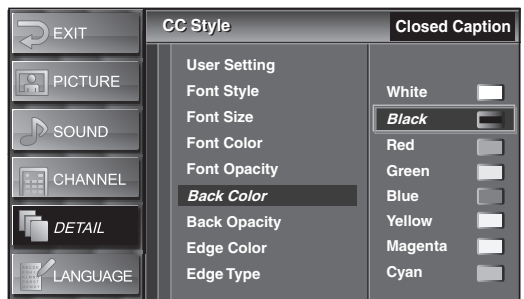 EXIT
PICTURE
SOUND
CHANNEL
DETAIL
LANGUAGE
CC Style
Closed Caption
User Setting
Font Style
Font Size
Font Color
Font Opacity
Back Color
Back Opacity
Edge Color
Edge Type
White
Black
Red
Green
Blue
Yellow
Magenta
Cyan